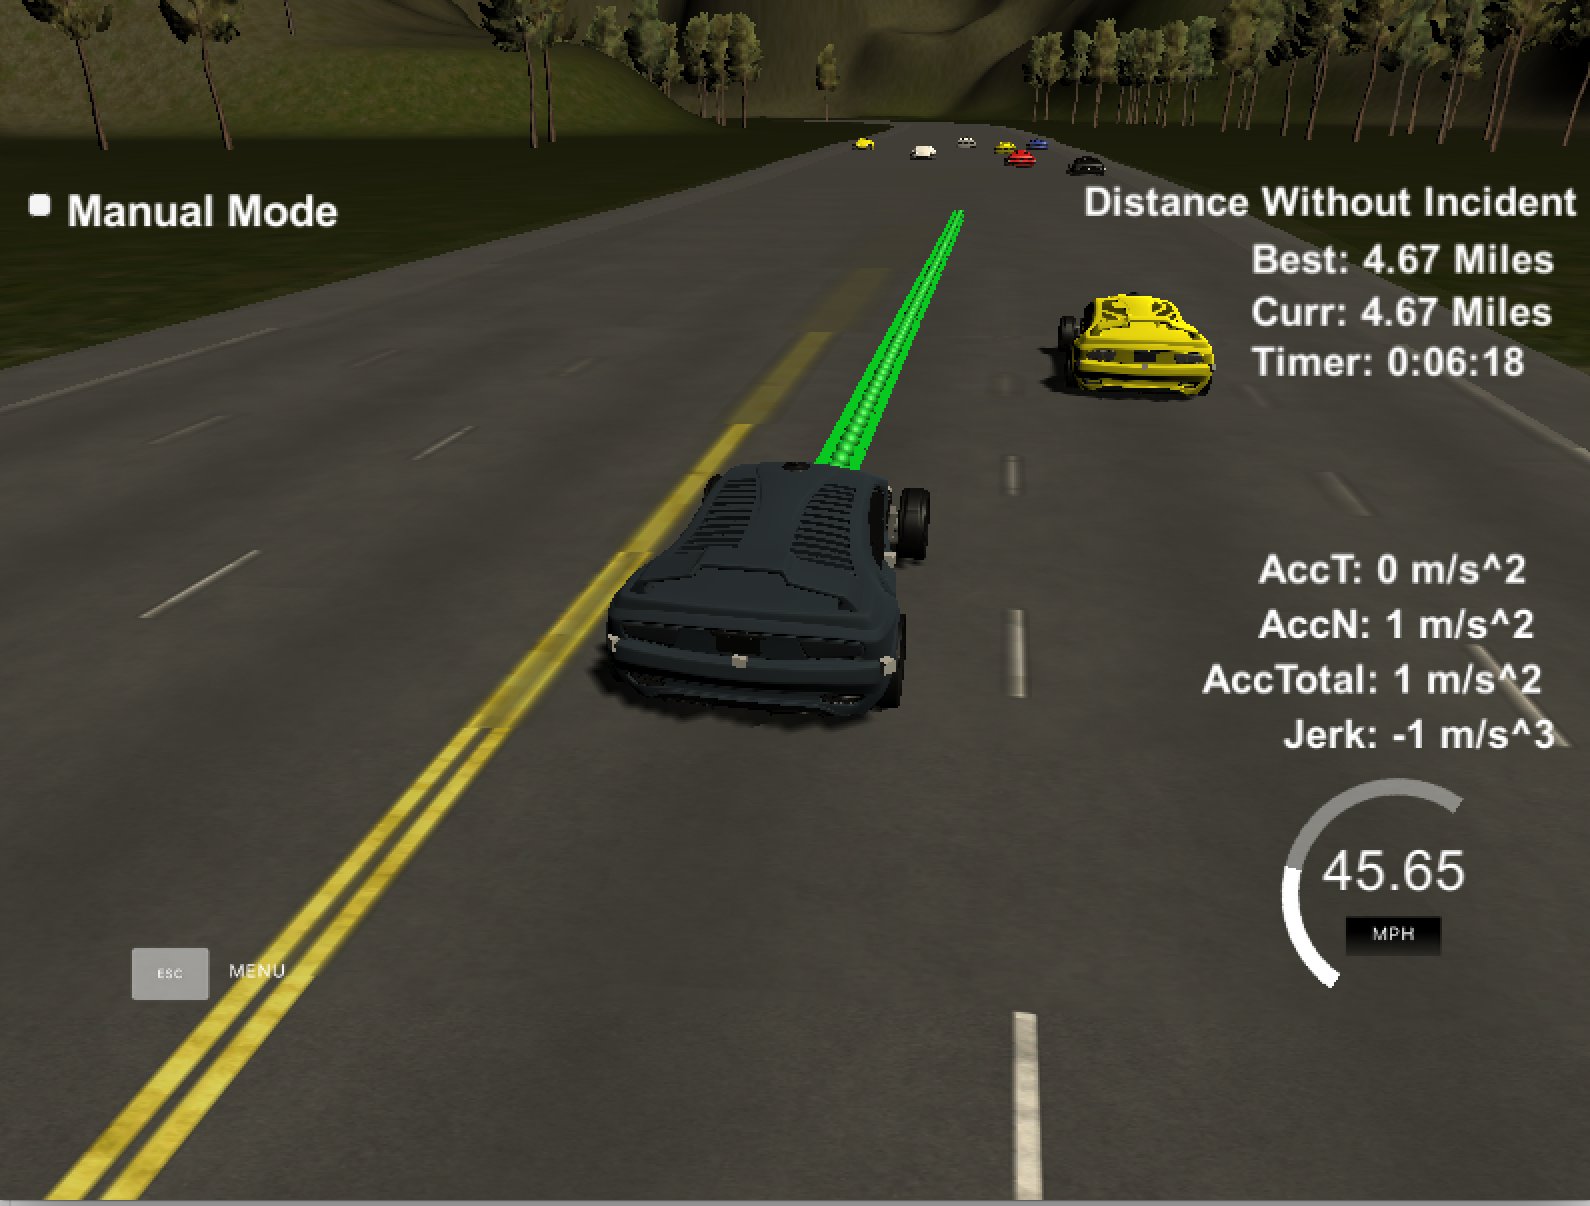 Manual Mode
Distance Without Incident
Best: 4.67 Miles
Curr: 4.67 Miles
Timer: 0:06:18
AccT: 0 m/s^2
AccN: 1 m/s^2
AccTotal: 1 m/s^2
Jerk: -1 m/s^3
45.65
MPH
ESC MENU